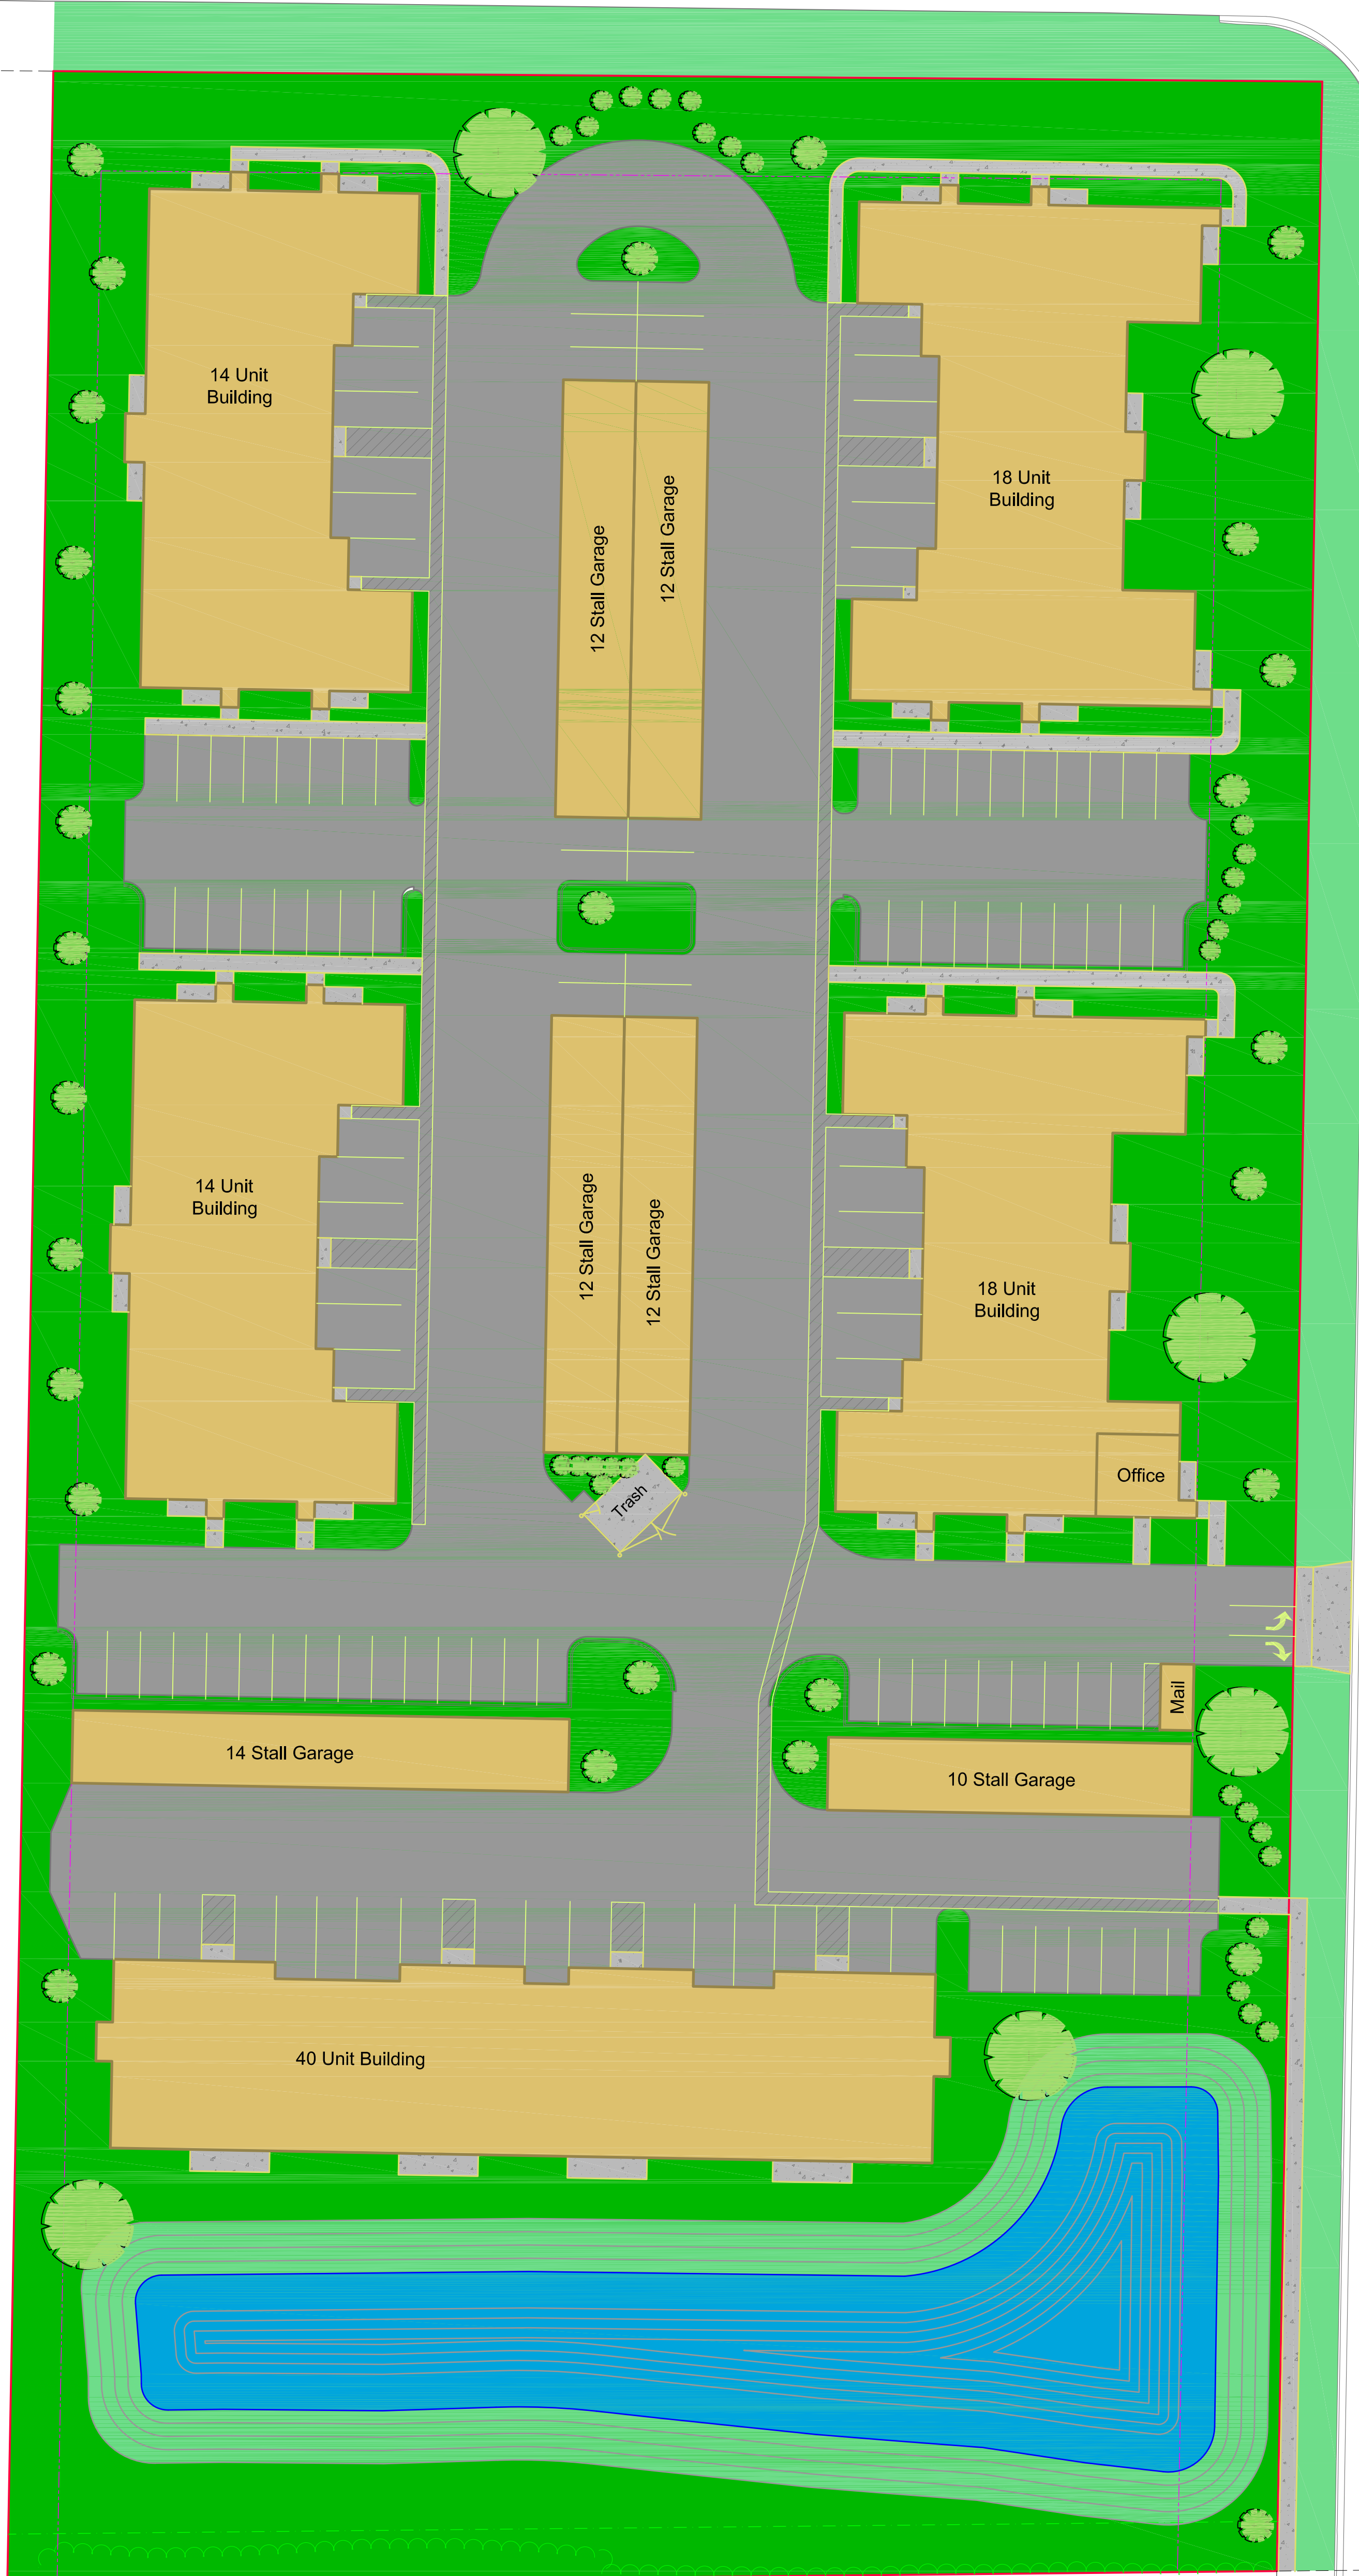 14 Unit
Building
18 Unit
Building
12 Stall Garage
12 Stall Garage
14 Unit
Building
18 Unit
Building
12 Stall Garage
12 Stall Garage
Office
Trash
Mail
14 Stall Garage
10 Stall Garage
40 Unit Building